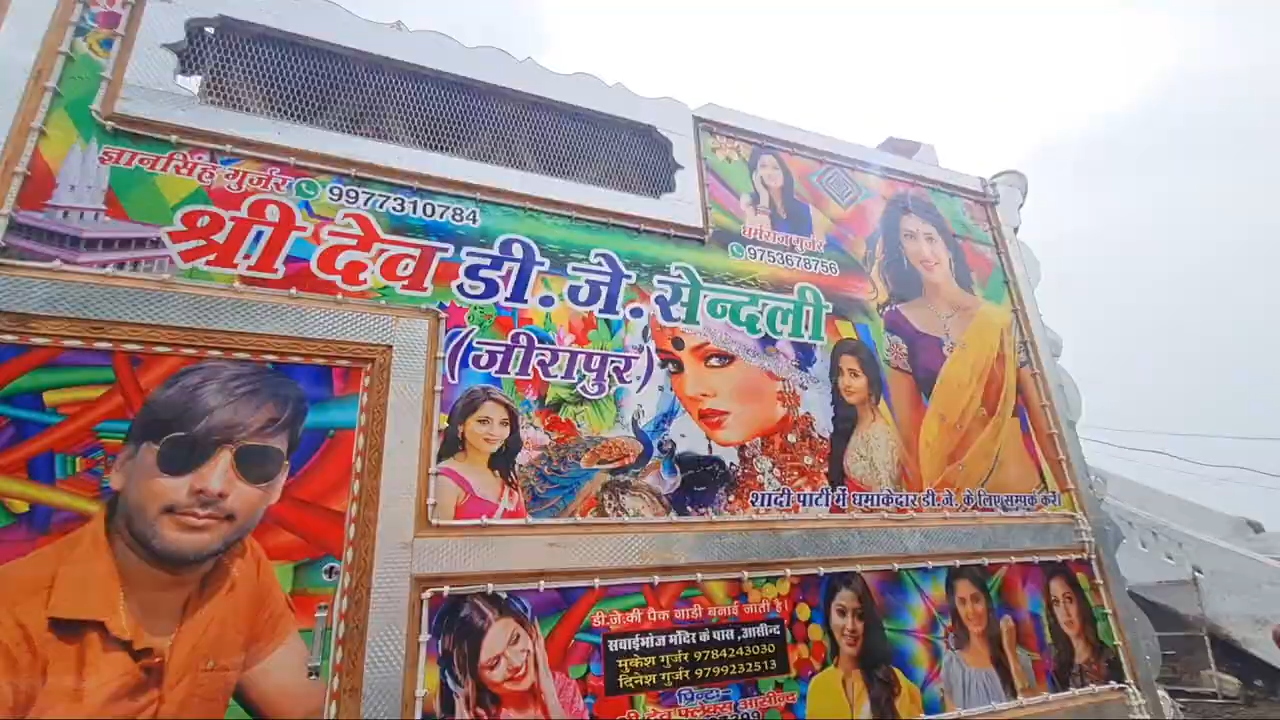 ज्ञानसिंह गुर्जर 9977310784
धर्मराज गुर्जर
9753678756
श्री देव डी.जे. सेन्दली
(जीरापुर)
शादी पार्टी में धमाकेदार डी.जे. के लिए सम्पर्क करें
डी.जे.की पैक गाडी बनाई जाती है।
सवाईभोज मंदिर के पास ,आसीन्द
मुकेश गुर्जर 9784243030
दिनेश गुर्जर 9799232513
प्रिन्टः-
श्री देव फ्लेक्स आसीन्द